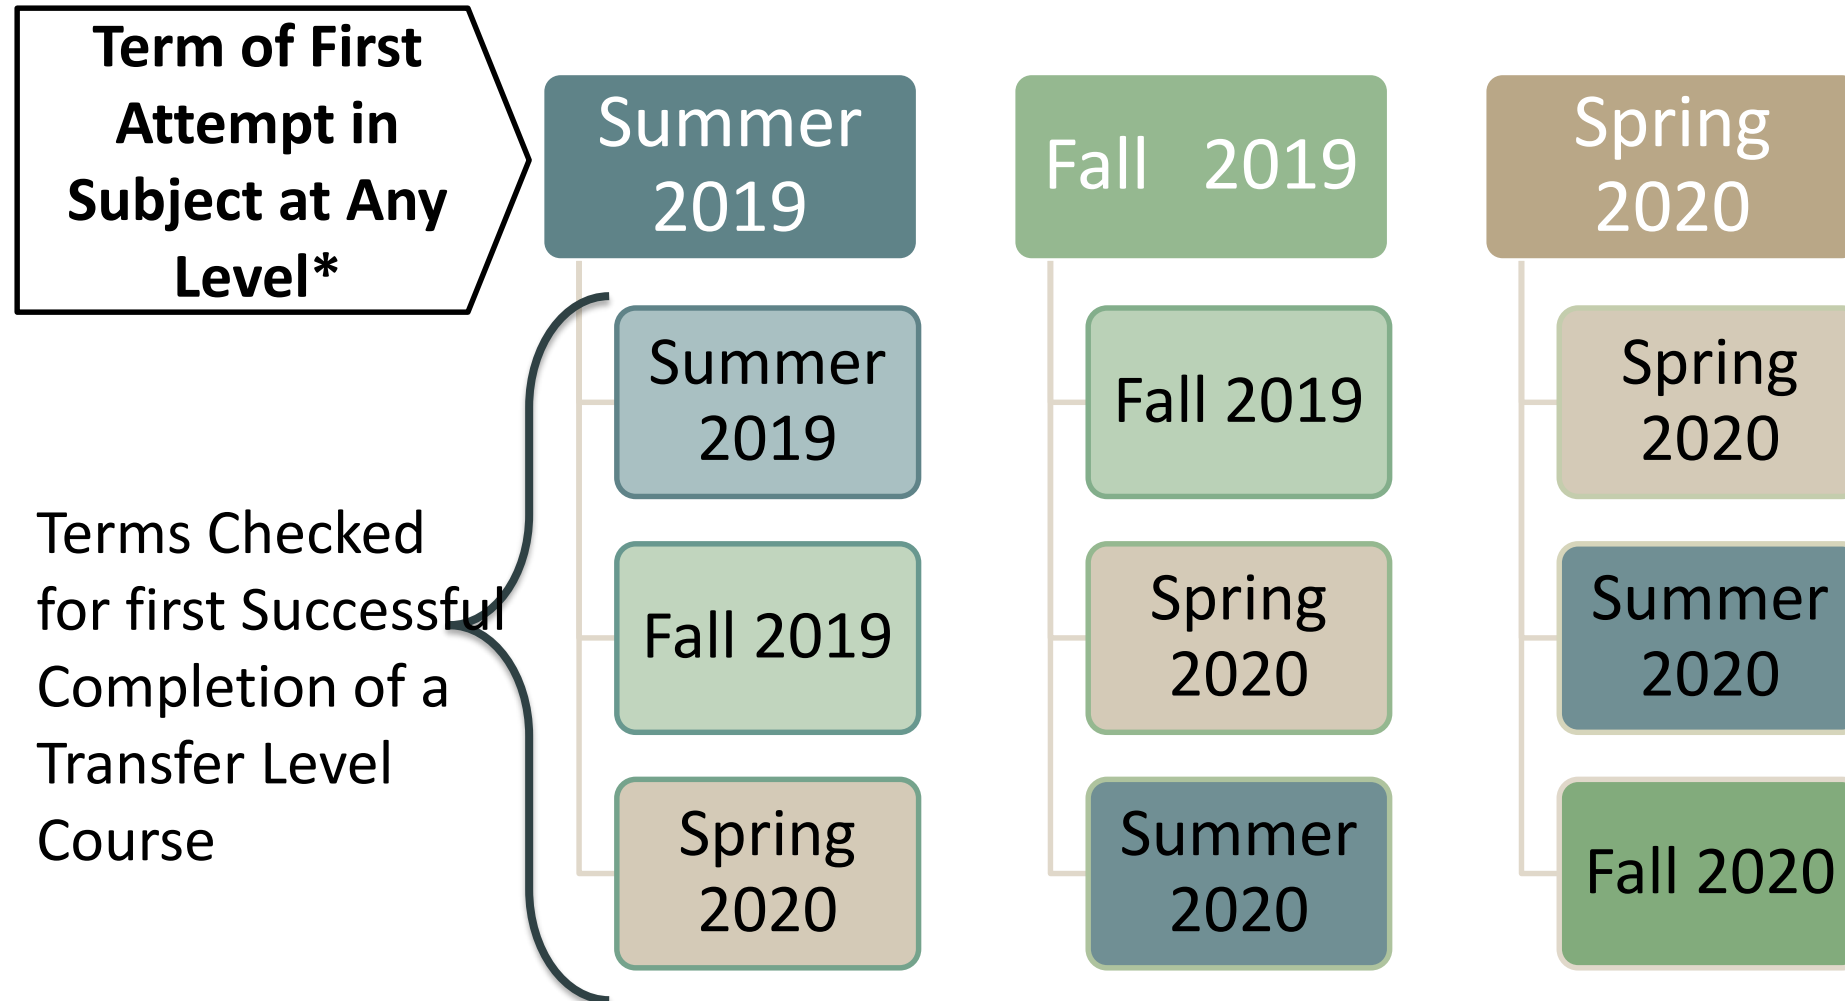 Term of First
Attempt in
Subject at Any
Level*
Summer
2019
Fall 2019
Spring
2020
Terms Checked
for first Successful
Completion of a
Transfer Level
Course
Summer
2019
Fall 2019
Spring
2020
Fall 2019
Spring
2020
Summer
2020
Spring
2020
Summer
2020
Fall 2020